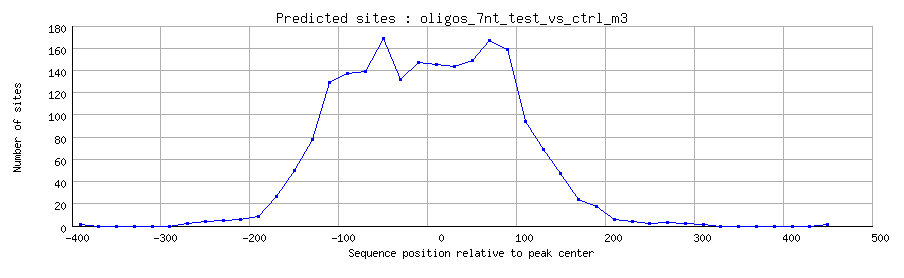 Predicted sites : oligos_7nt_test_vs_ctrl_m3
180
160
140
120
100
80
60
40
20
0
Number of sites
-400 -300 -200 -100 0 100 200 300 400 500
Sequence position relative to peak center